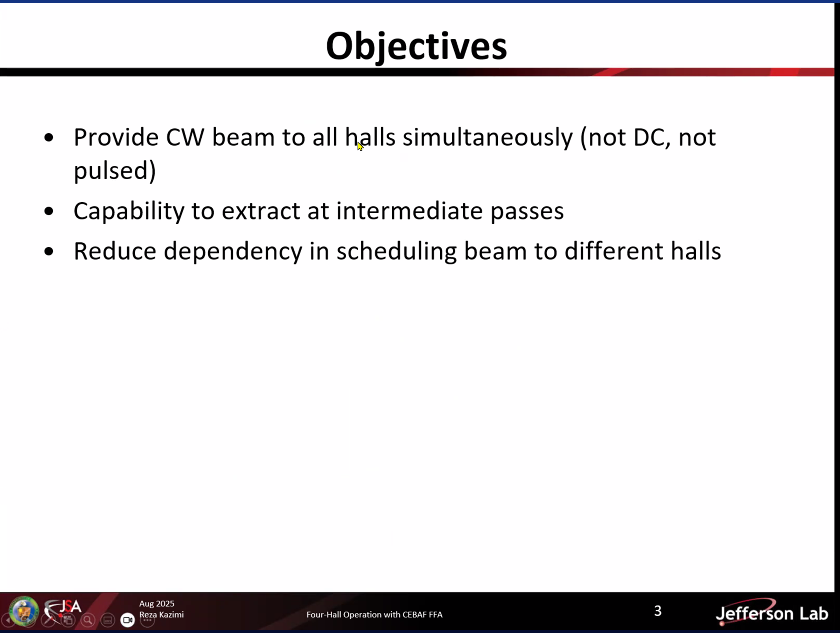 Objectives
• Provide CW beam to all halls simultaneously (not DC, not
pulsed)
• Capability to extract at intermediate passes
• Reduce dependency in scheduling beam to different halls
JSA
Aug 2025
Reza Kazimi
Four-Hall Operation with CEBAF FFA
3
Jefferson Lab